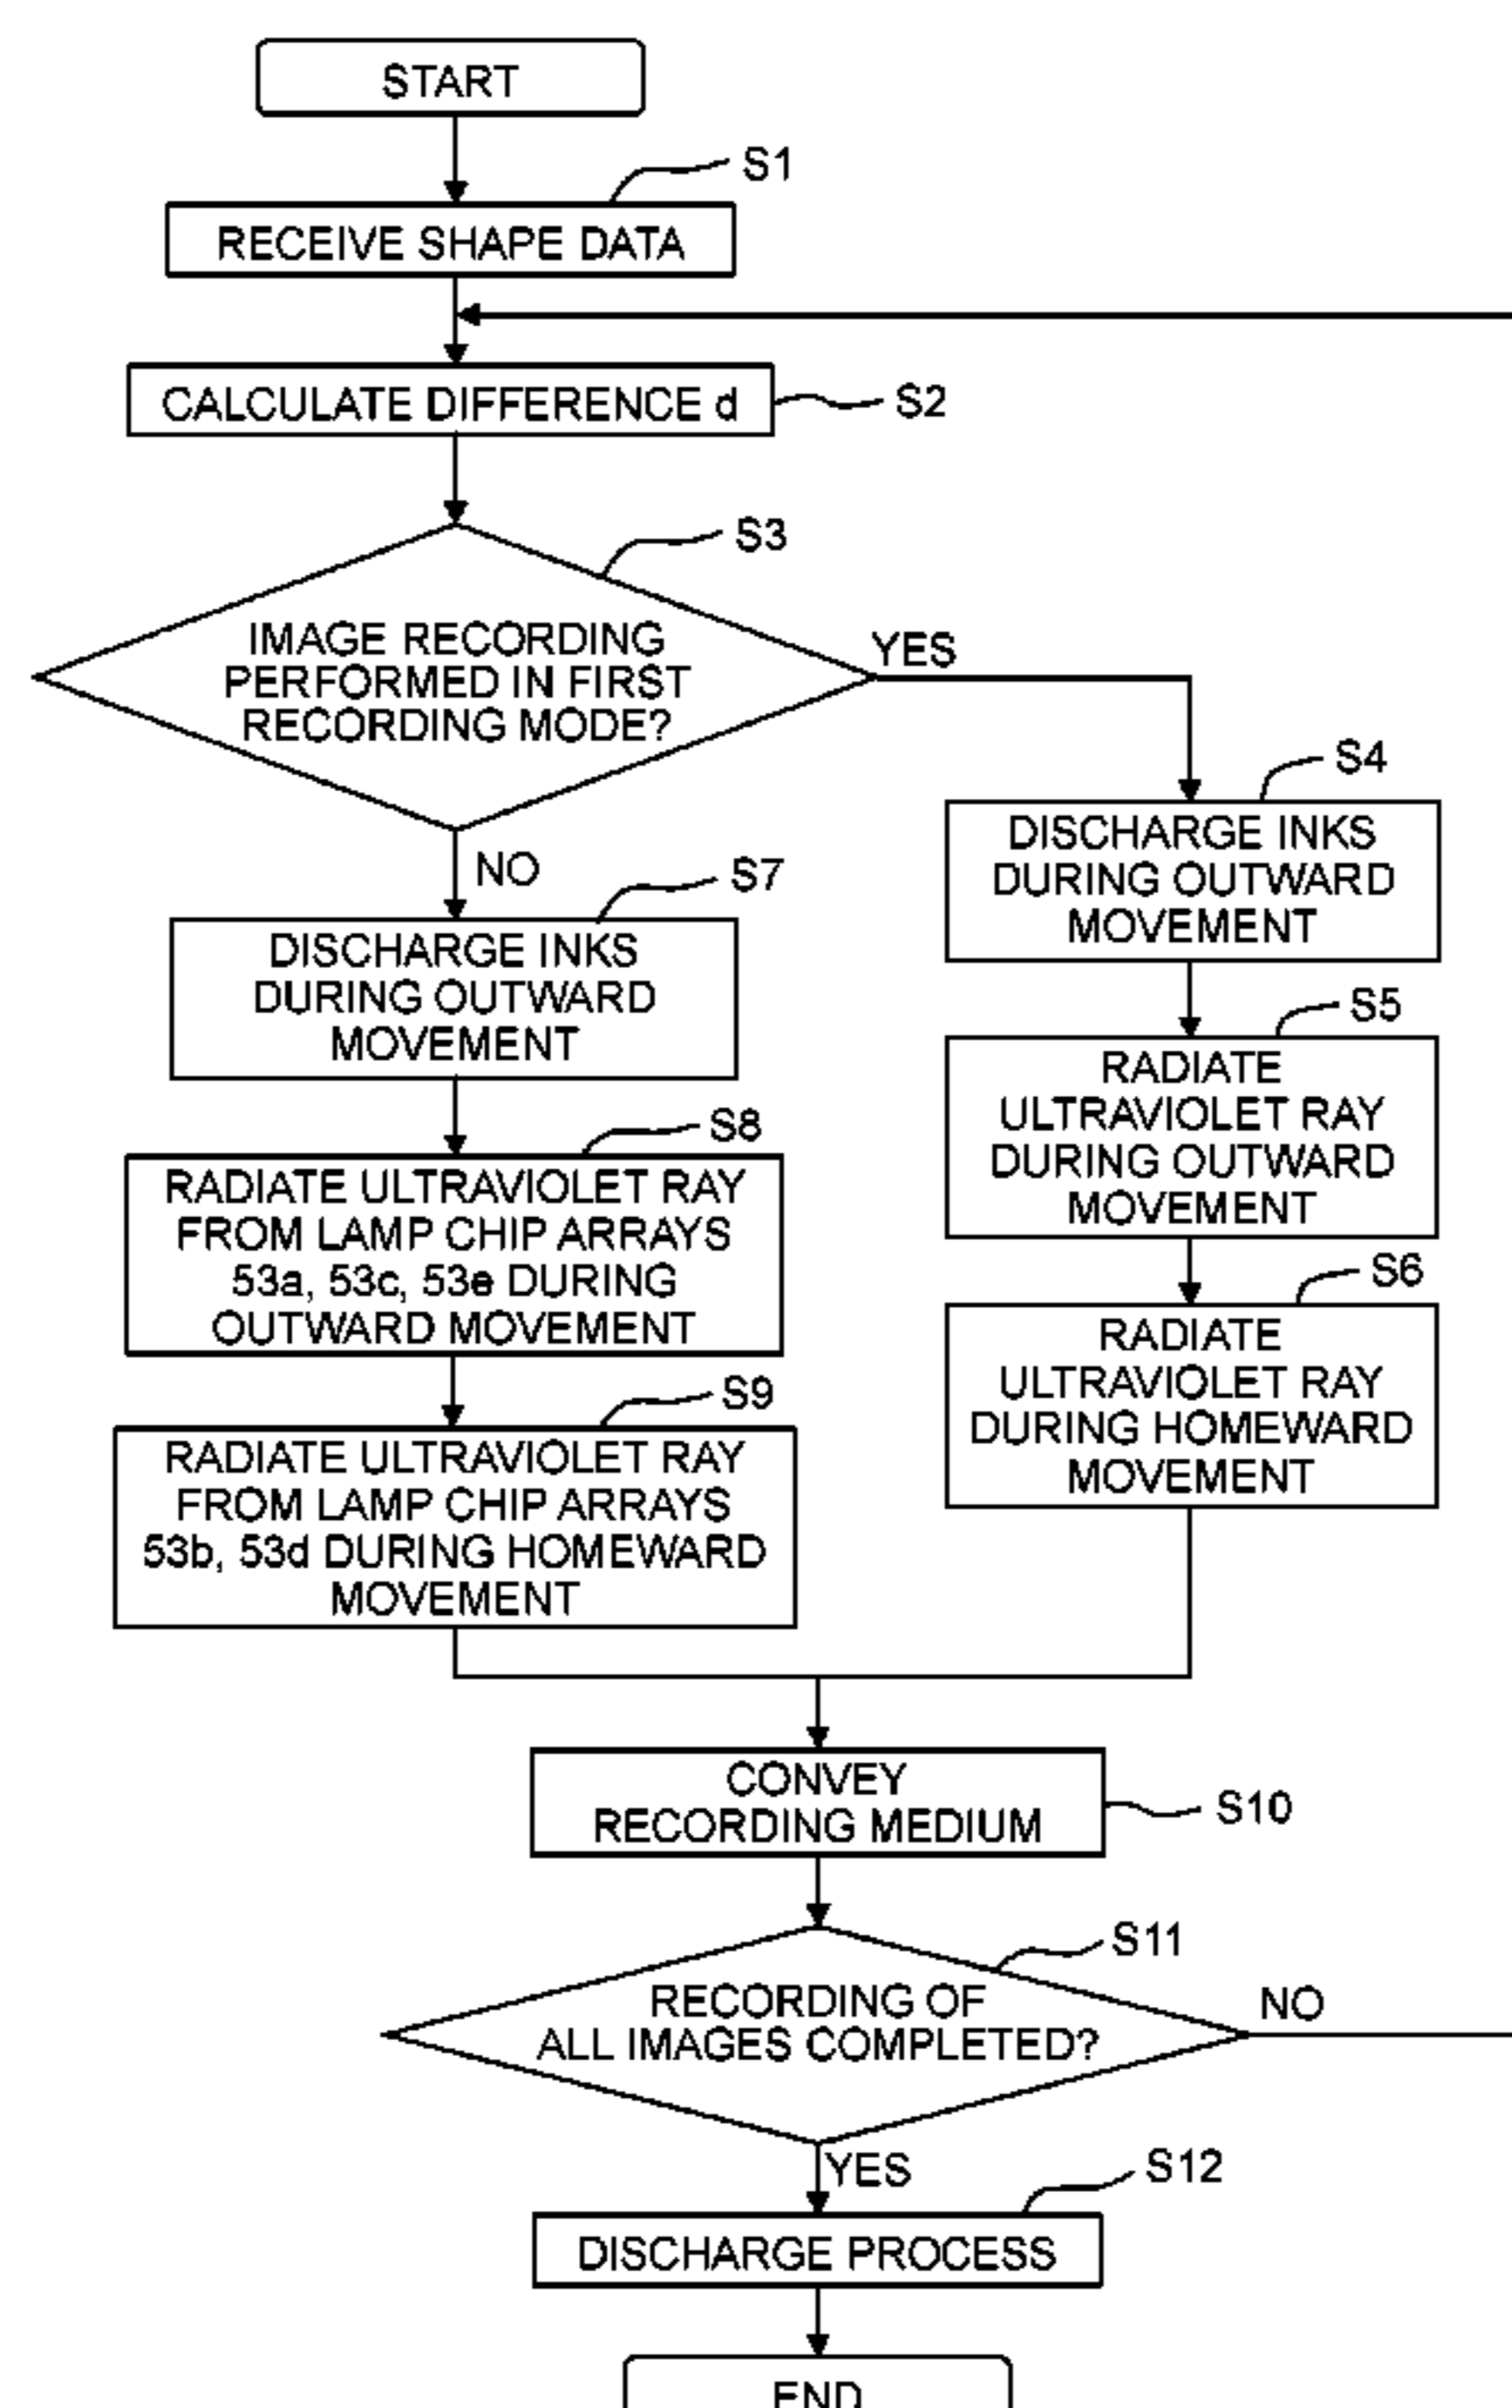 START
S1
RECEIVE SHAPE DATA
CALCULATE DIFFERENCE d
S2
S3
IMAGE RECORDING
PERFORMED IN FIRST
RECORDING MODE?
YES
NO
S4
DISCHARGE INKS
DURING OUTWARD
MOVEMENT
S5
RADIATE
ULTRAVIOLET RAY
DURING OUTWARD
MOVEMENT
S6
RADIATE
ULTRAVIOLET RAY
DURING HOMEWARD
MOVEMENT
S7
DISCHARGE INKS
DURING OUTWARD
MOVEMENT
S8
RADIATE ULTRAVIOLET RAY
FROM LAMP CHIP ARRAYS
53a, 53c, 53e DURING
OUTWARD MOVEMENT
S9
RADIATE ULTRAVIOLET RAY
FROM LAMP CHIP ARRAYS
53b, 53d DURING HOMEWARD
MOVEMENT
CONVEY
RECORDING MEDIUM
S10
S11
RECORDING OF
ALL IMAGES COMPLETED?
NO
YES
S12
DISCHARGE PROCESS
END